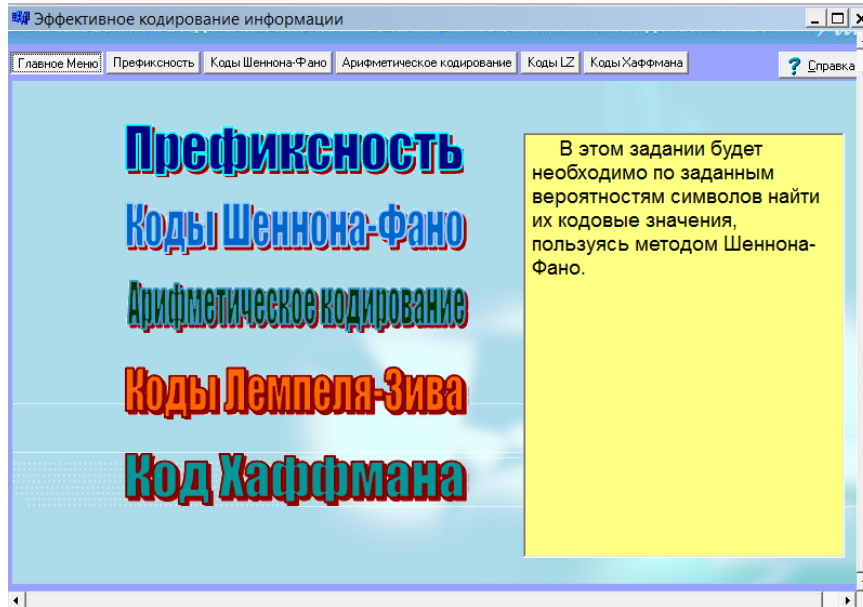 Эффективное кодирование информации
Главное Меню Префиксность Коды Шеннона-Фано Арифметическое кодирование Коды LZ Коды Хаффмана Справка
Префиксность
Коды Шеннона-Фано
Арифметическое кодирование
Коды Лемпеля-Зива
Код Хаффмана
В этом задании будет
необходимо по заданным
вероятностям символов найти
их кодовые значения,
пользуясь методом Шеннона-
Фано.